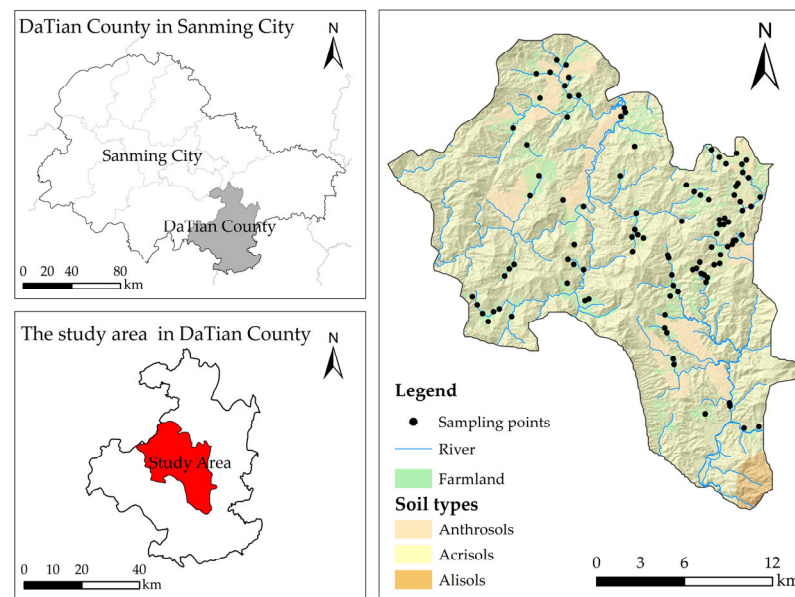 DaTian County in Sanming City
N
Sanming City
DaTian County
0 20 40 80
km
The study area in DaTian County
N
Study Area
0 20 40
km
N
Legend
Sampling points
River
Farmland
Soil types
Anthrosols
Acrisols
Alisols
0 6 12
km